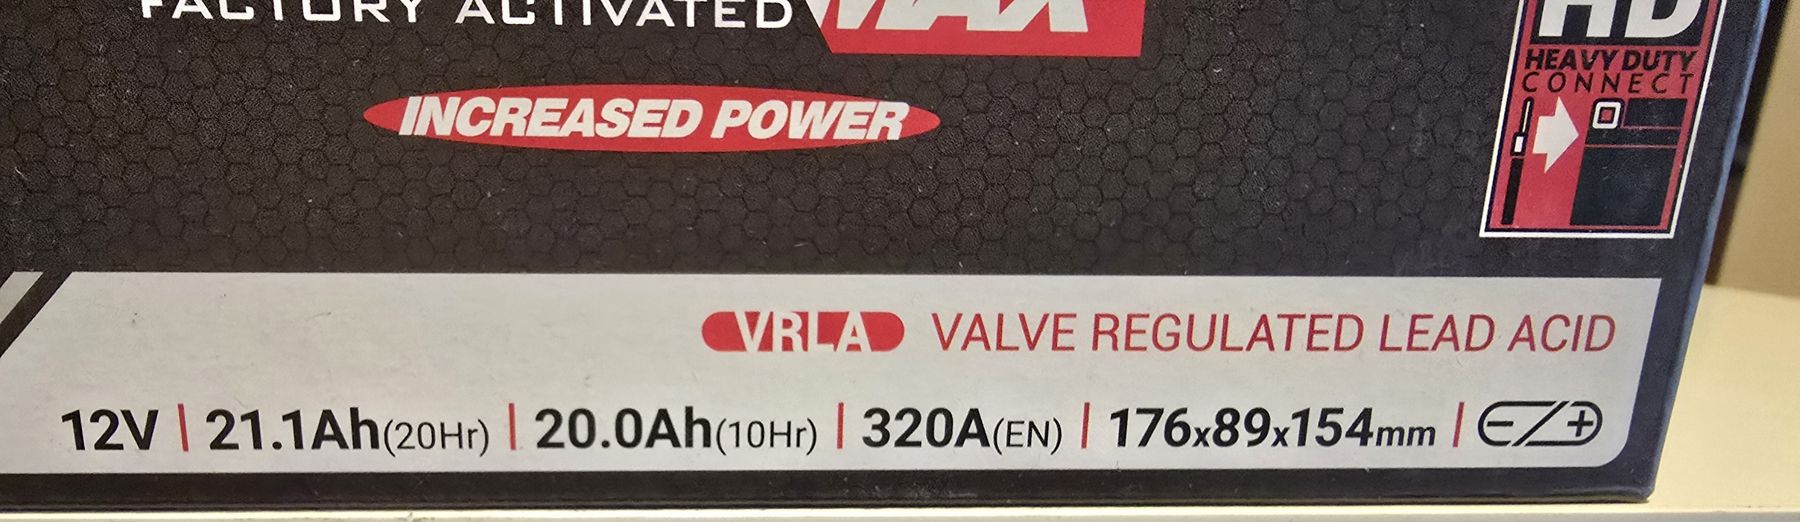 FACTORY ACTIVATED MAX
HD
HEAVY DUTY
CONNECT
INCREASED POWER
VRLA VALVE REGULATED LEAD ACID
12V | 21.1Ah(20Hr) | 20.0Ah(10Hr) | 320A(EN) | 176x89x154mm | - +